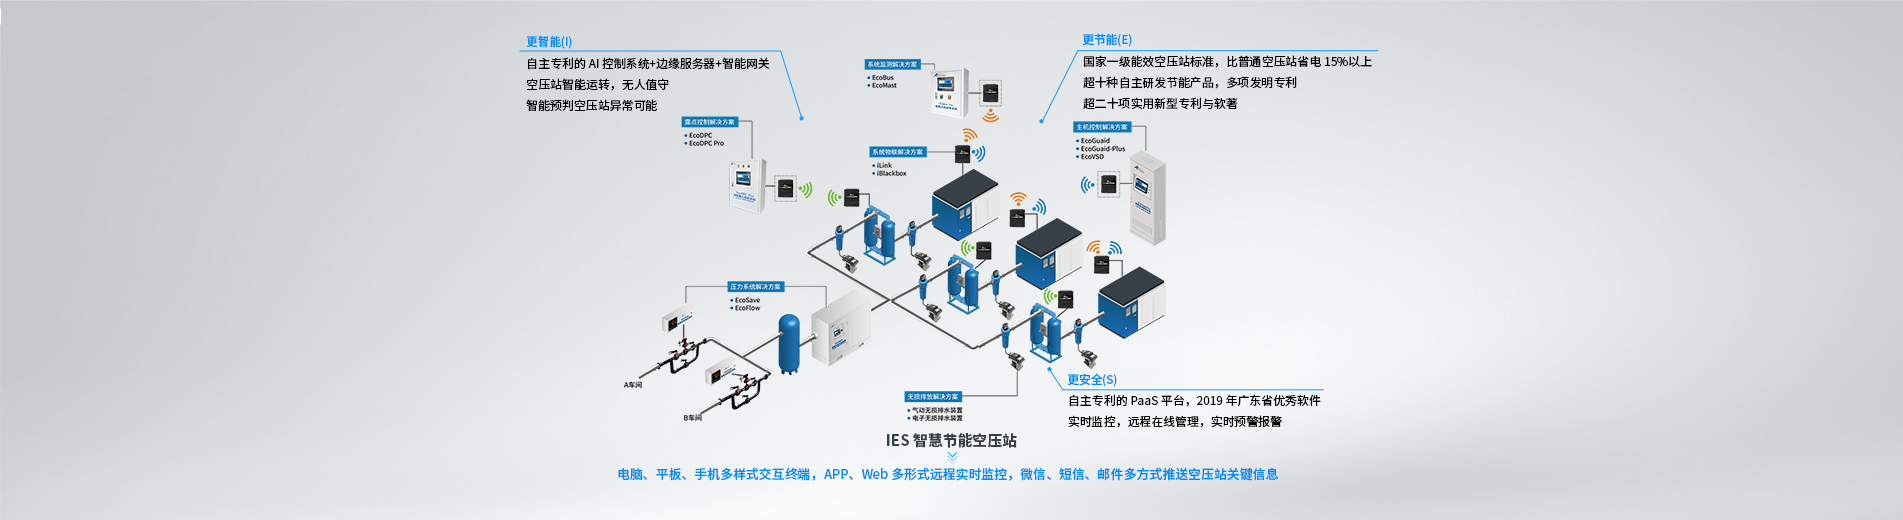 更智能(I)
自主专利的 AI 控制系统+边缘服务器+智能网关
空压站智能运转，无人值守
智能预判空压站异常可能
更节能(E)
国家一级能效空压站标准，比普通空压站省电 15%以上
超十种自主研发节能产品，多项发明专利
超二十项实用新型专利与软著
系统监测解决方案
• EcoBus
• EcoMast
露点控制解决方案
• EcoDPC
• EcoDPC Pro
系统物联解决方案
• iLink
• iBlackbox
主机控制解决方案
• EcoGuaid
• EcoGuaid-Plus
• EcoVSD
压力系统解决方案
• EcoSave
• EcoFlow
A车间
B车间
无损排放解决方案
• 气动无损排水装置
• 电子无损排水装置
更安全(S)
自主专利的 PaaS 平台，2019 年广东省优秀软件
实时监控，远程在线管理，实时预警报警
IES 智慧节能空压站
电脑、平板、手机多样式交互终端，APP、Web 多形式远程实时监控，微信、短信、邮件多方式推送空压站关键信息